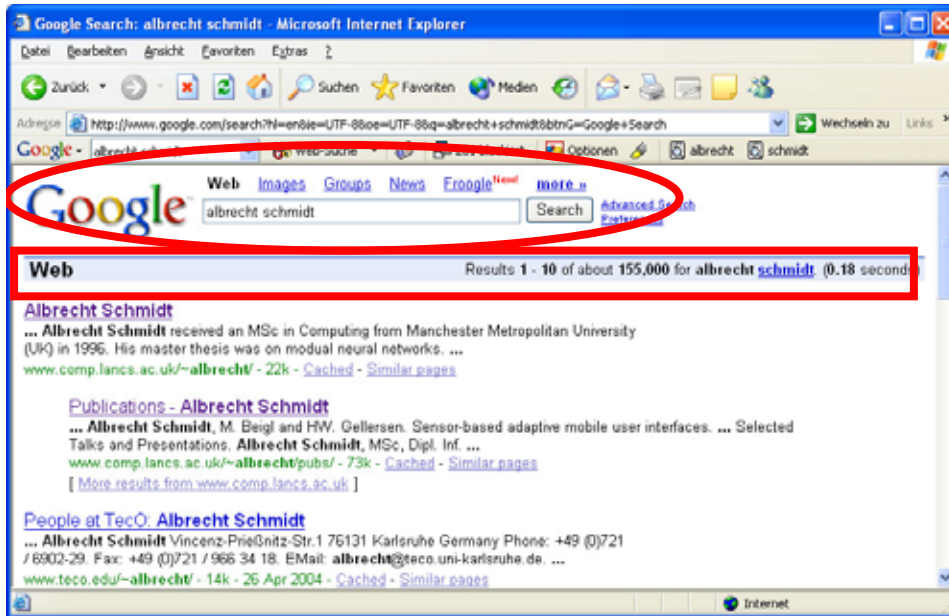 Google Search: albrecht schmidt - Microsoft Internet Explorer
Datei Bearbeiten Ansicht Favoriten Extras ?
Zurück Suchen Favoriten Medien
Adresse http://www.google.com/search?hl=en&ie=UTF-8&oe=UTF-8&q=albrecht+schmidt&btnG=Google+Search Wechseln zu Links »
Google Optionen albrecht schmidt
Web Images Groups News Froogle New! more »
Google albrecht schmidt Search Advanced Search
Preferences
Web Results 1 - 10 of about 155,000 for albrecht schmidt. (0.18 seconds)
Albrecht Schmidt
... Albrecht Schmidt received an MSc in Computing from Manchester Metropolitan University
(UK) in 1996. His master thesis was on modual neural networks. ...
www.comp.lancs.ac.uk/~albrecht/ - 22k - Cached - Similar pages
Publications - Albrecht Schmidt
... Albrecht Schmidt, M. Beigl and HW. Gellersen. Sensor-based adaptive mobile user interfaces. ... Selected
Talks and Presentations. Albrecht Schmidt, MSc, Dipl. Inf. ...
www.comp.lancs.ac.uk/~albrecht/pubs/ - 73k - Cached - Similar pages
[ More results from www.comp.lancs.ac.uk ]
People at TecO: Albrecht Schmidt
... Albrecht Schmidt Vincenz-Prießnitz-Str.1 76131 Karlsruhe Germany Phone: +49 (0)721
/ 6902-29. Fax: +49 (0)721 / 966 34 18. EMail: albrecht@teco.uni-karlsruhe.de. ...
www.teco.edu/~albrecht/ - 14k - 26 Apr 2004 - Cached - Similar pages
Internet